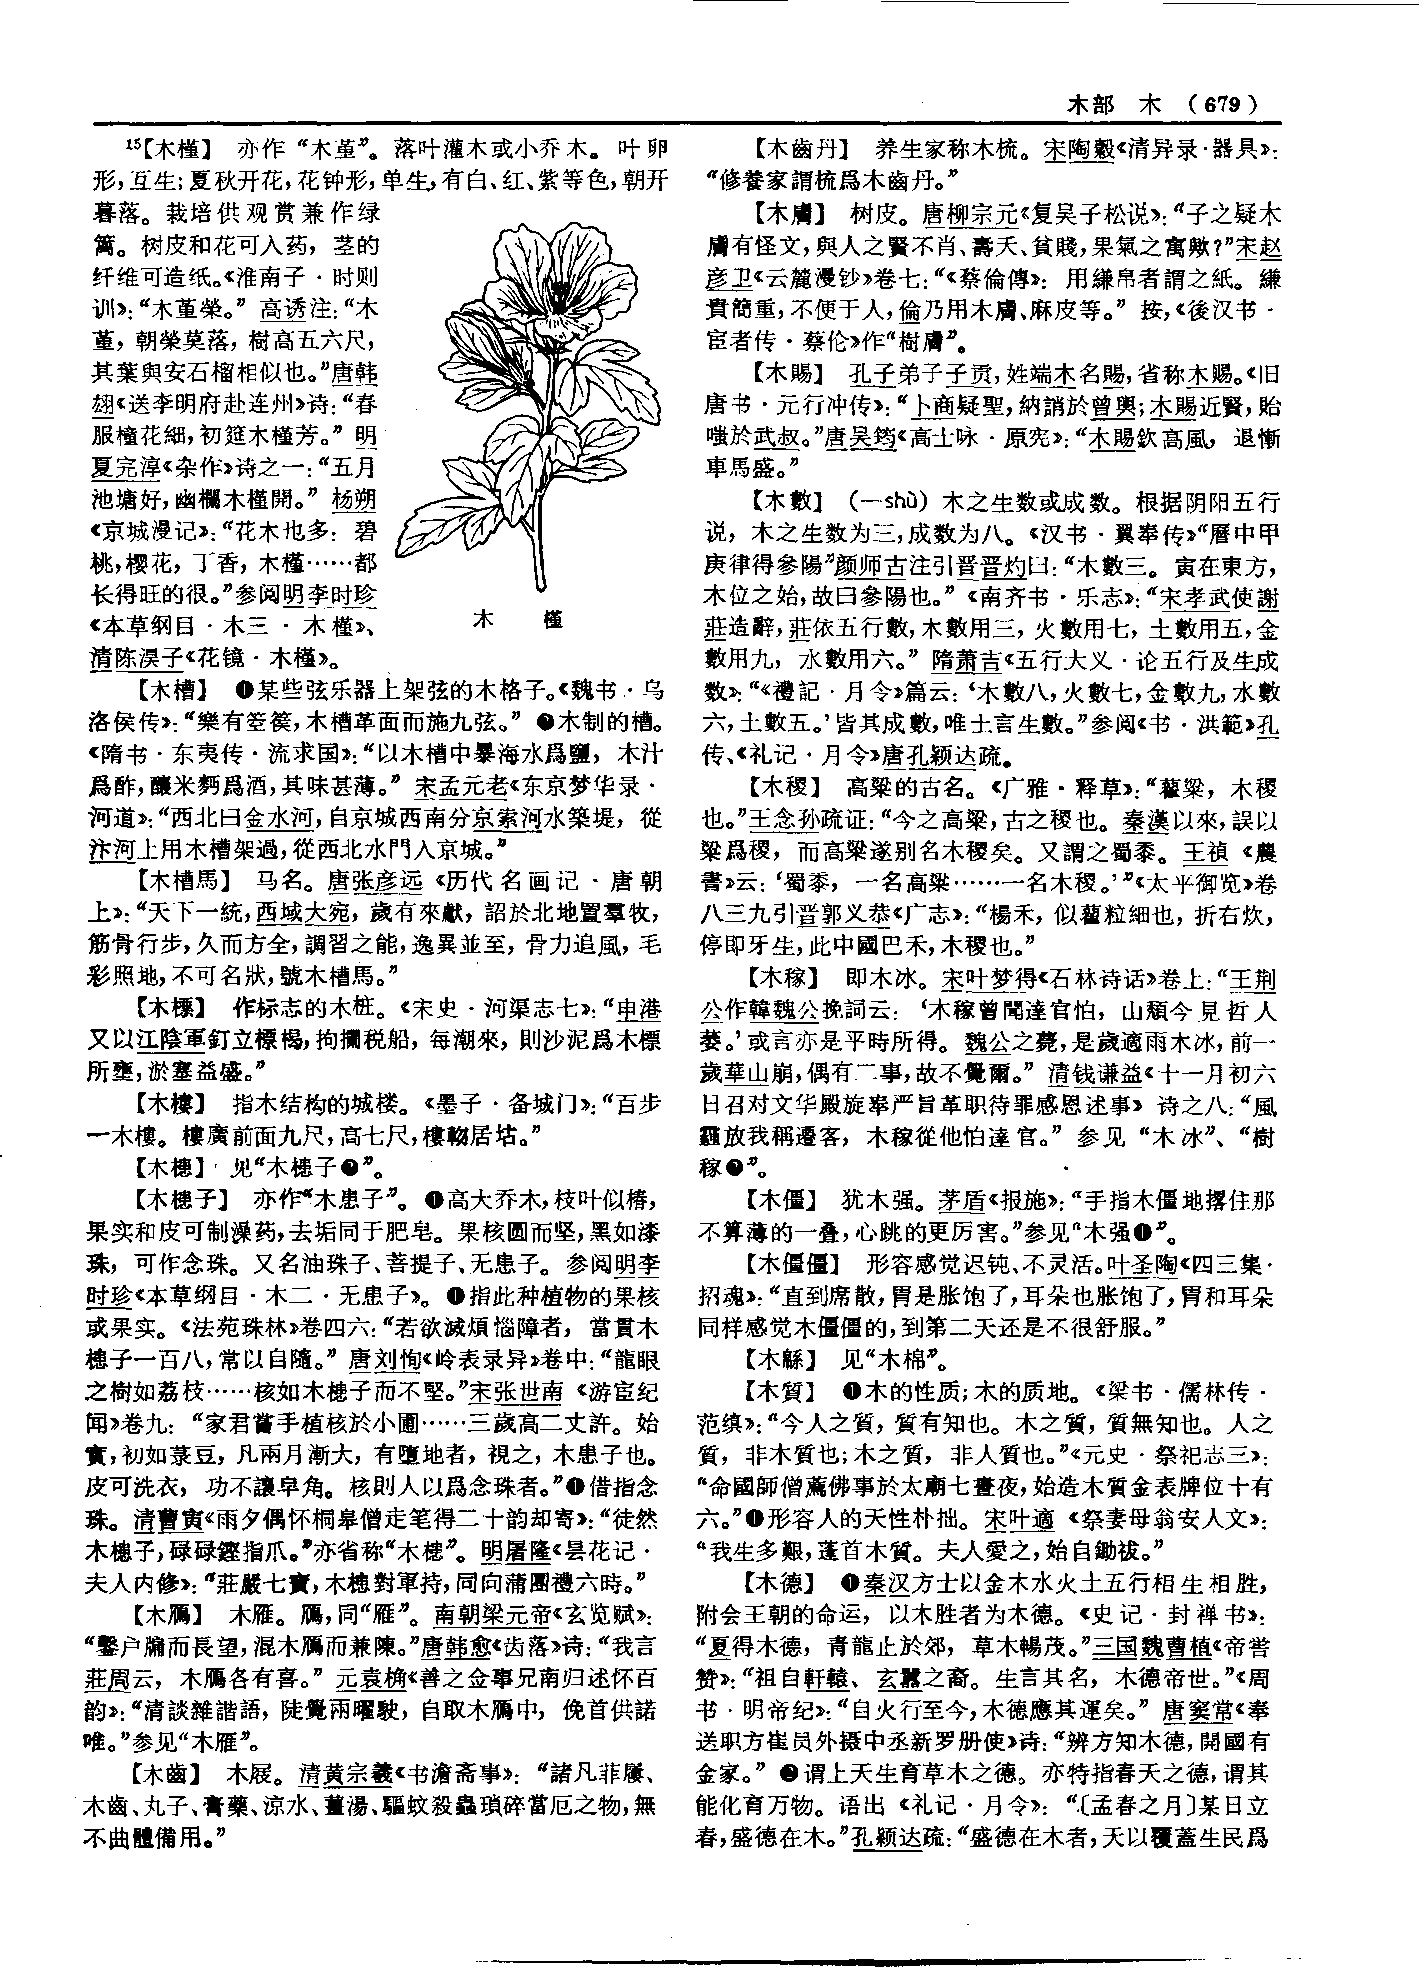 木部　木　（679）
¹⁵【木槿】　亦作“木堇”。落叶灌木或小乔木。叶卵
形，互生；夏秋开花，花钟形，单生，有白、红、紫等色，朝开
暮落。栽培供观赏兼作绿
篱。树皮和花可入药，茎的
纤维可造纸。《淮南子·时则
训》：“木堇榮。”高诱注：“木
堇，朝榮莫落，樹高五六尺，
其葉與安石榴相似也。”唐韩
翃《送李明府赴连州》诗：“春
服橦花細，初筵木槿芳。”明
夏完淳《杂作》诗之一：“五月
池塘好，幽欄木槿開。”杨朔
《京城漫记》：“花木也多：碧
桃，樱花，丁香，木槿……都
长得旺的很。”参阅明李时珍
《本草纲目·木三·木槿》、
清陈淏子《花镜·木槿》。
木　槿
【木槽】　❶某些弦乐器上架弦的木格子。《魏书·乌
洛侯传》：“樂有箜篌，木槽革面而施九弦。”❷木制的槽。
《隋书·东夷传·流求国》：“以木槽中暴海水爲鹽，木汁
爲酢，釀米麪爲酒，其味甚薄。”宋孟元老《东京梦华录·
河道》：“西北曰金水河，自京城西南分京索河水築堤，從
汴河上用木槽架過，從西北水門入京城。”
【木槽馬】　马名。唐张彦远《历代名画记·唐朝
上》：“天下一統，西域大宛，歲有來獻，詔於北地置羣牧，
筋骨行步，久而方全，調習之能，逸異並至，骨力追風，毛
彩照地，不可名狀，號木槽馬。”
【木標】　作标志的木桩。《宋史·河渠志七》：“申港
又以江陰軍釘立標楬，拘攔税船，每潮來，則沙泥爲木標
所壅，淤塞益盛。”
【木樓】　指木结构的城楼。《墨子·备城门》：“百步
一木樓。樓廣前面九尺，高七尺，樓輣居坫。”
【木槵】　见“木槵子❷”。
【木槵子】　亦作“木患子”。❶高大乔木，枝叶似椿，
果实和皮可制澡药，去垢同于肥皂。果核圆而坚，黑如漆
珠，可作念珠。又名油珠子、菩提子、无患子。参阅明李
时珍《本草纲目·木二·无患子》。❶指此种植物的果核
或果实。《法苑珠林》卷四六：“若欲滅煩惱障者，當貫木
槵子一百八，常以自隨。”唐刘恂《岭表录异》卷中：“龍眼
之樹如荔枝……核如木槵子而不堅。”宋张世南《游宦纪
闻》卷九：“家君嘗手植核於小圃……三歲高二丈許。始
實，初如菉豆，凡兩月漸大，有墮地者，視之，木患子也。
皮可洗衣，功不讓皁角。核則人以爲念珠者。”❶借指念
珠。清曹寅《雨夕偶怀桐皋僧走笔得二十韵却寄》：“徒然
木槵子，碌碌鏗指爪。”亦省称“木槵”。明屠隆《昙花记·
夫人内修》：“莊嚴七寶，木槵對軍持，同向蒲團禮六時。”
【木鴈】　木雁。鴈，同“雁”。南朝梁元帝《玄览赋》：
“鑿户牖而長望，混木鴈而兼陳。”唐韩愈《齿落》诗：“我言
莊周云，木鴈各有喜。”元袁桷《善之佥事兄南归述怀百
韵》：“清談雜諧語，陡覺兩曜駛，自取木鴈中，俛首供諾
唯。”参见“木雁”。
【木齒】　木屐。清黄宗羲《书澹斋事》：“諸凡菲屨、
木齒、丸子、膏藥、涼水、薑湯、驅蚊殺蟲瑣碎當厄之物，無
不曲體備用。”
【木齒丹】　养生家称木梳。宋陶穀《清异录·器具》：
“修養家謂梳爲木齒丹。”
【木膚】　树皮。唐柳宗元《复吴子松说》：“子之疑木
膚有怪文，與人之賢不肖、壽夭、貧賤，果氣之寓歟？”宋赵
彦卫《云麓漫钞》卷七：“《蔡倫傳》：用縑帛者謂之紙。縑
貴簡重，不便于人，倫乃用木膚、麻皮等。”按，《後汉书·
宦者传·蔡伦》作“樹膚”。
【木賜】　孔子弟子子贡，姓端木名賜，省称木赐。《旧
唐书·元行冲传》：“卜商疑聖，納誚於曾輿；木賜近賢，貽
嗤於武叔。”唐吴筠《高士咏·原宪》：“木賜欽高風，退慚
車馬盛。”
【木數】　（—shù）木之生数或成数。根据阴阳五行
说，木之生数为三，成数为八。《汉书·翼奉传》“曆中甲
庚律得參陽”颜师古注引晋晋灼曰：“木數三。寅在東方，
木位之始，故曰參陽也。”《南齐书·乐志》：“宋孝武使謝
莊造辭，莊依五行數，木數用三，火數用七，土數用五，金
數用九，水數用六。”隋萧吉《五行大义·论五行及生成
数》：“《禮記·月令》篇云：‘木數八，火數七，金數九，水數
六，土數五。’皆其成數，唯土言生數。”参阅《书·洪範》孔
传、《礼记·月令》唐孔颖达疏。
【木稷】　高粱的古名。《广雅·释草》：“藋粱，木稷
也。”王念孙疏证：“今之高粱，古之稷也。秦漢以來，誤以
粱爲稷，而高粱遂别名木稷矣。又謂之蜀黍。王禎《農
書》云：‘蜀黍，一名高粱……一名木稷。’”《太平御览》卷
八三九引晋郭义恭《广志》：“楊禾，似藋粒細也，折右炊，
停即牙生，此中國巴禾，木稷也。”
【木稼】　即木冰。宋叶梦得《石林诗话》卷上：“王荆
公作韓魏公挽詞云：‘木稼曾聞達官怕，山頹今見哲人
萎。’或言亦是平時所得。魏公之薨，是歲適雨木冰，前一
歲華山崩，偶有二事，故不覺爾。”清钱谦益《十一月初六
日召对文华殿旋奉严旨革职待罪感恩述事》诗之八：“風
霾放我稱遷客，木稼從他怕達官。”参见“木冰”、“樹
稼❷”。
【木僵】　犹木强。茅盾《报施》：“手指木僵地撂住那
不算薄的一叠，心跳的更厉害。”参见“木强❶”。
【木僵僵】　形容感觉迟钝、不灵活。叶圣陶《四三集·
招魂》：“直到席散，胃是胀饱了，耳朵也胀饱了，胃和耳朵
同样感觉木僵僵的，到第二天还是不很舒服。”
【木緜】　见“木棉”。
【木質】　❶木的性质；木的质地。《梁书·儒林传·
范缜》：“今人之質，質有知也。木之質，質無知也。人之
質，非木質也；木之質，非人質也。”《元史·祭祀志三》：
“命國師僧薦佛事於太廟七晝夜，始造木質金表牌位十有
六。”❶形容人的天性朴拙。宋叶適《祭妻母翁安人文》：
“我生多艱，蓬首木質。夫人愛之，始自鋤祓。”
【木德】　❶秦汉方士以金木水火土五行相生相胜，
附会王朝的命运，以木胜者为木德。《史记·封禅书》：
“夏得木德，青龍止於郊，草木暢茂。”三国魏曹植《帝喾
赞》：“祖自軒轅、玄囂之裔。生言其名，木德帝世。”《周
书·明帝纪》：“自火行至今，木德應其運矣。”唐窦常《奉
送职方崔员外摄中丞新罗册使》诗：“辨方知木德，開國有
金家。”❷谓上天生育草木之德。亦特指春天之德，谓其
能化育万物。语出《礼记·月令》：“〔孟春之月〕某日立
春，盛德在木。”孔颖达疏：“盛德在木者，天以覆蓋生民爲